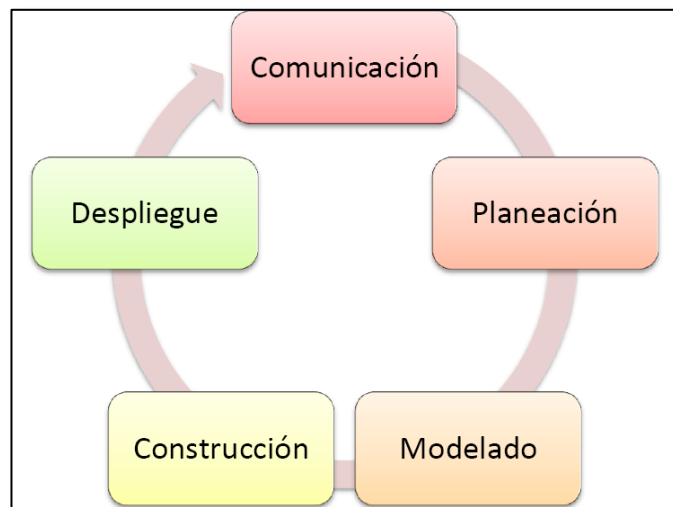 Comunicación
Planeación
Modelado
Construcción
Despliegue